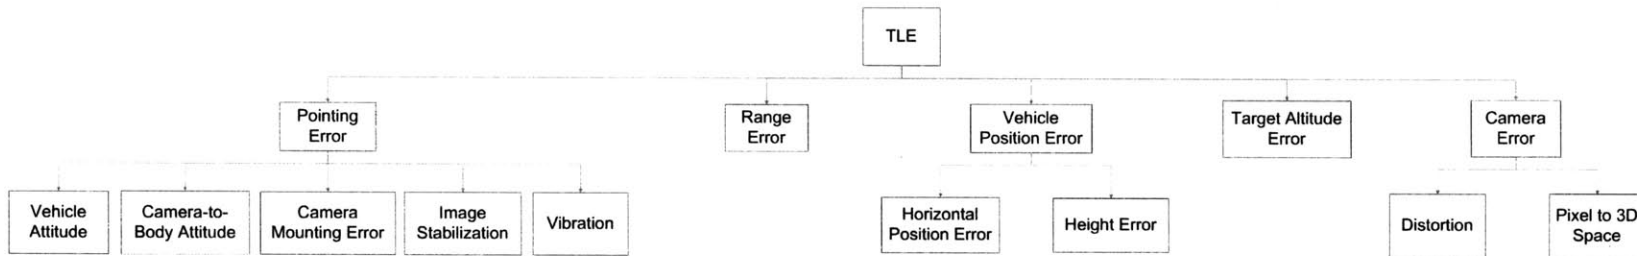 TLE
Pointing
Error
Range
Error
Vehicle
Position Error
Target Altitude
Error
Camera
Error
Vehicle
Attitude
Camera-to-
Body Attitude
Camera
Mounting Error
Image
Stabilization
Vibration
Horizontal
Position Error
Height Error
Distortion
Pixel to 3D
Space